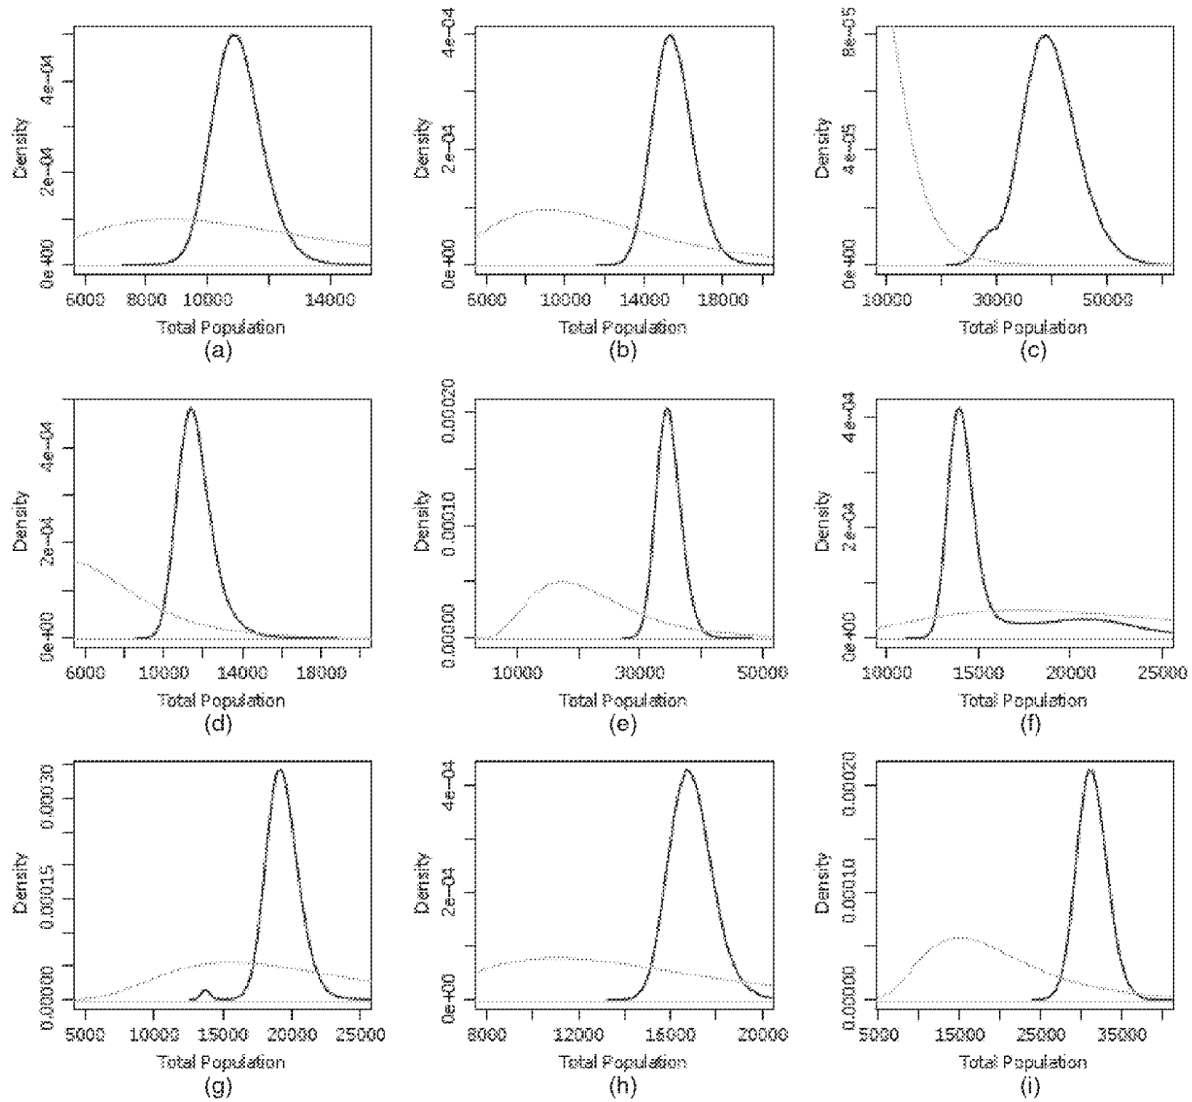 Density
0e+00 2e-04 4e-04
6000 8000 10000 14000
Total Population
(a)
Density
0e+00 2e-04 4e-04
6000 10000 14000 18000
Total Population
(b)
Density
0e+00 4e-05 8e-05
10000 30000 50000
Total Population
(c)
Density
0e+00 2e-04 4e-04
6000 10000 14000 18000
Total Population
(d)
Density
0.00000 0.00010 0.00020
10000 30000 50000
Total Population
(e)
Density
0e+00 2e-04 4e-04
10000 15000 20000 25000
Total Population
(f)
Density
0.00000 0.00015 0.00030
5000 10000 15000 20000 25000
Total Population
(g)
Density
0e+00 2e-04 4e-04
8000 12000 16000 20000
Total Population
(h)
Density
0.00000 0.00010 0.00020
5000 15000 25000 35000
Total Population
(i)